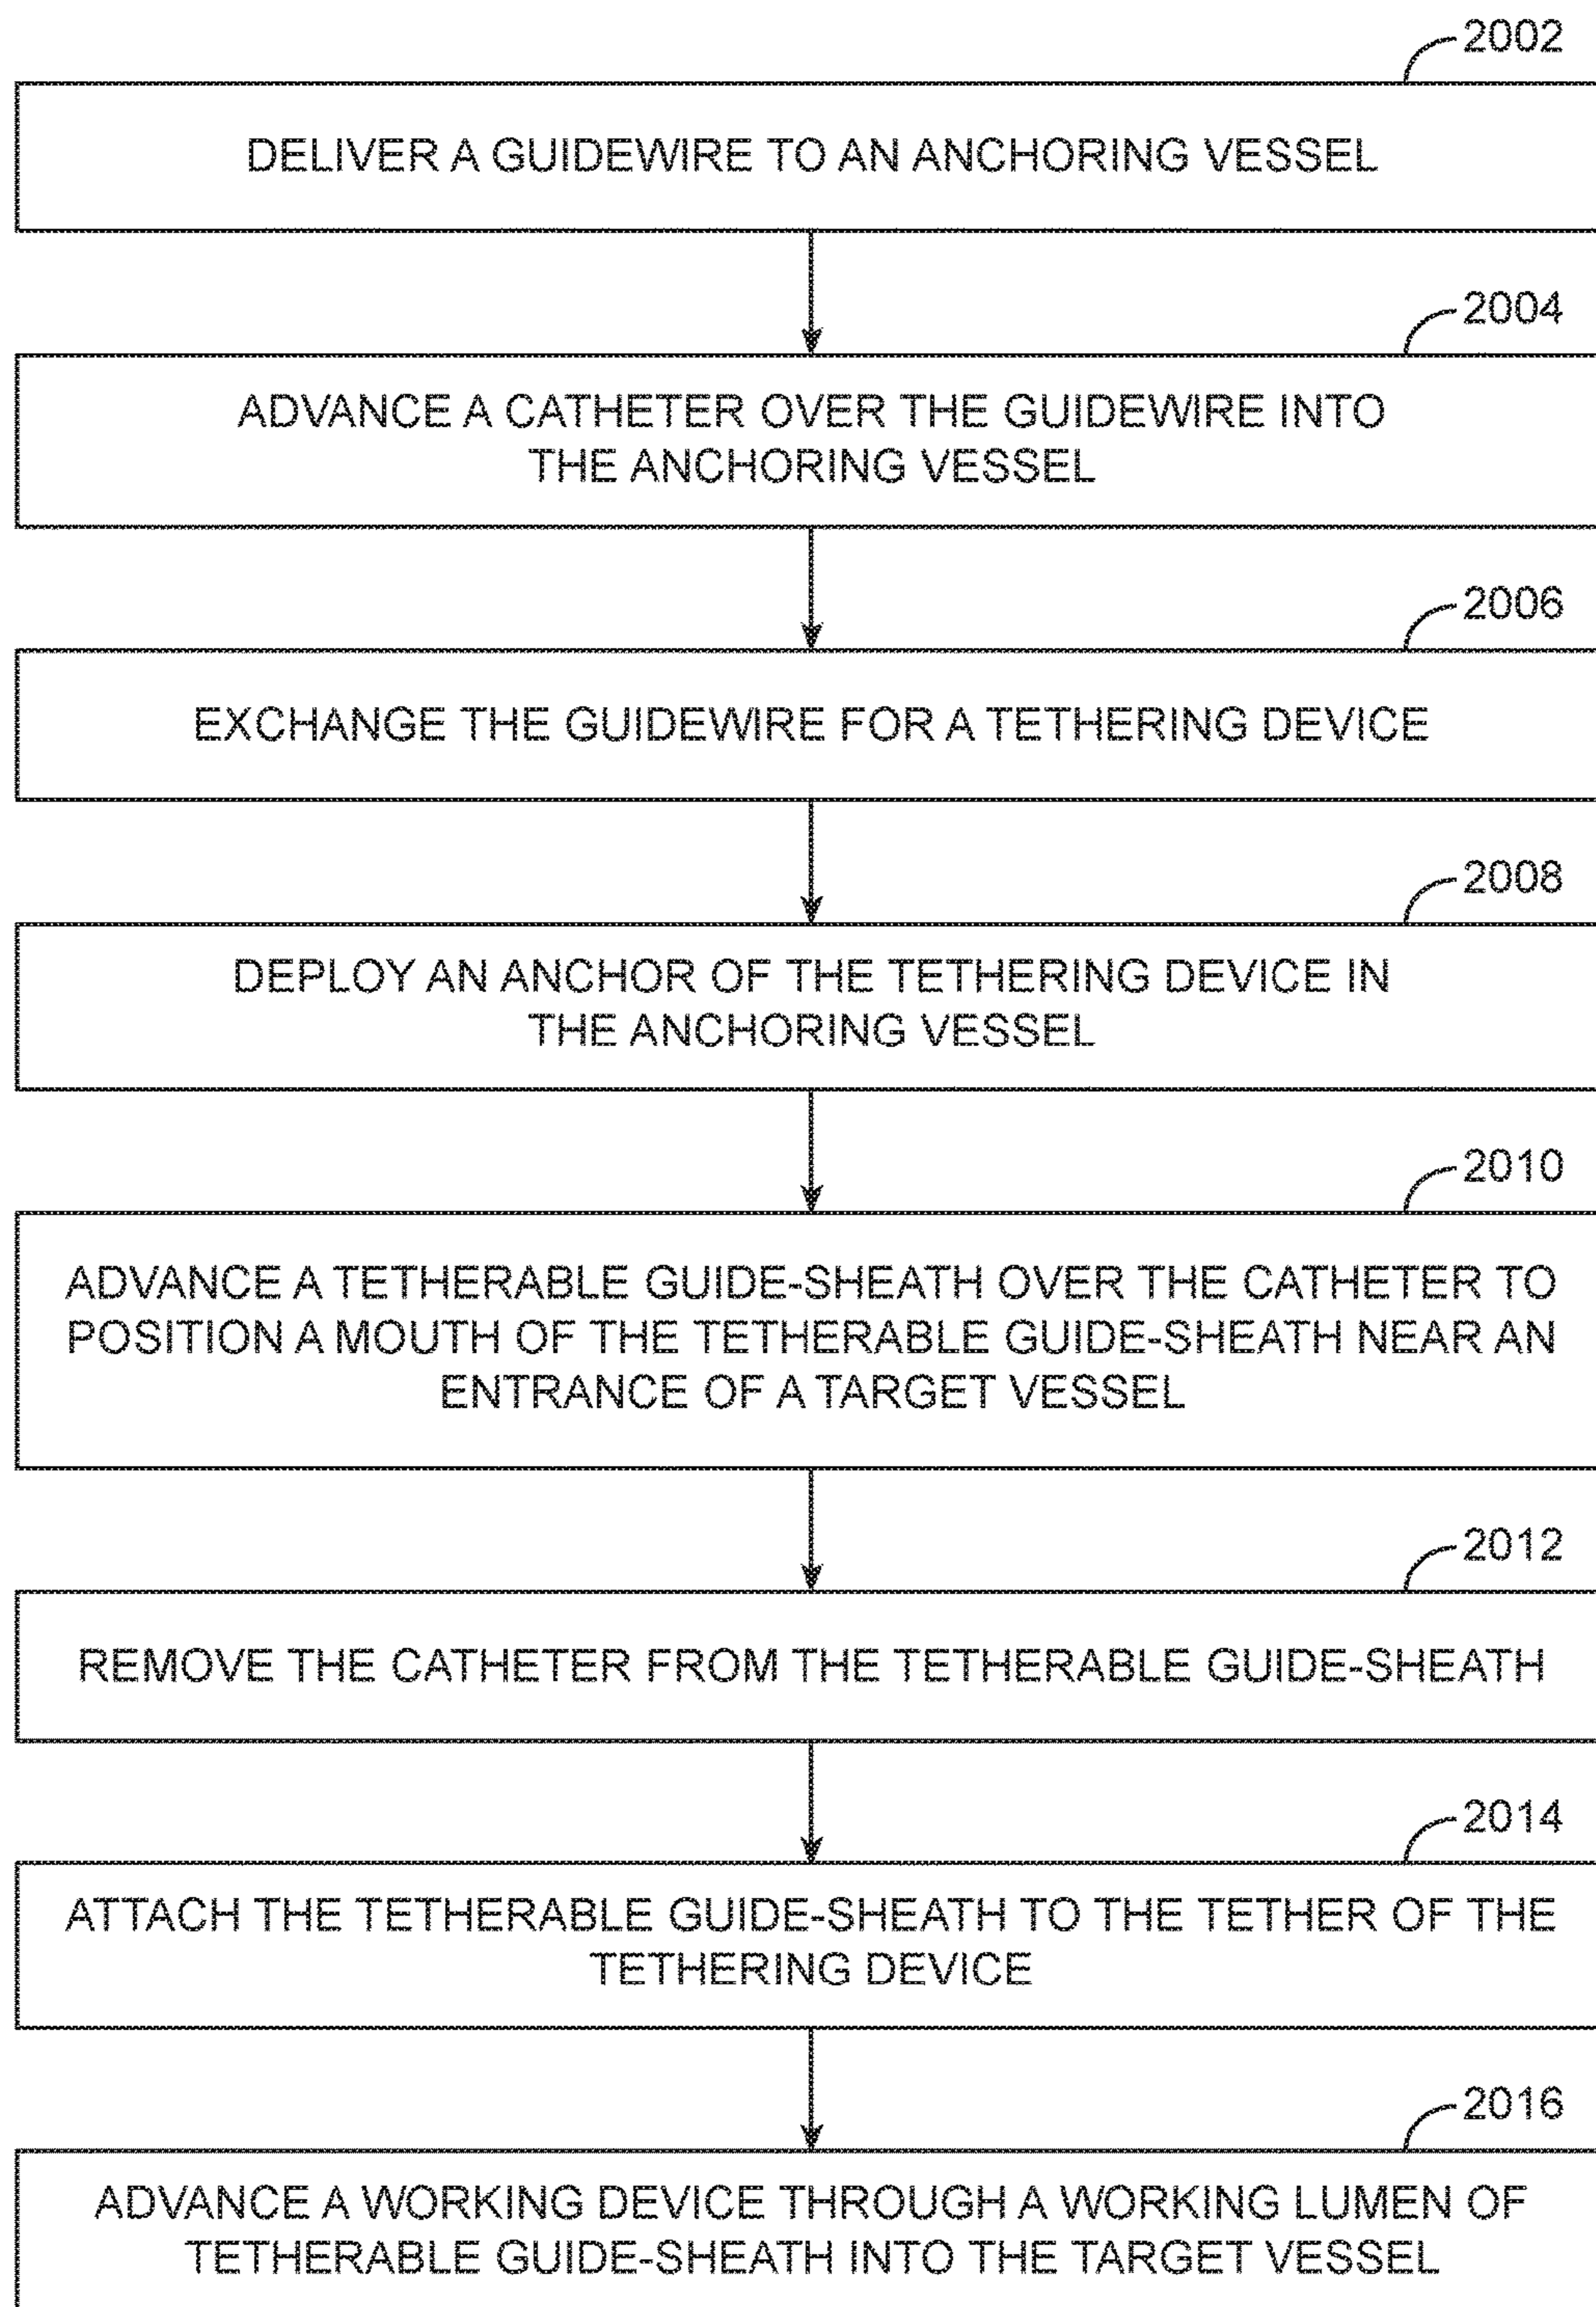 2002
DELIVER A GUIDEWIRE TO AN ANCHORING VESSEL
2004
ADVANCE A CATHETER OVER THE GUIDEWIRE INTO
THE ANCHORING VESSEL
2006
EXCHANGE THE GUIDEWIRE FOR A TETHERING DEVICE
2008
DEPLOY AN ANCHOR OF THE TETHERING DEVICE IN
THE ANCHORING VESSEL
2010
ADVANCE A TETHERABLE GUIDE-SHEATH OVER THE CATHETER TO
POSITION A MOUTH OF THE TETHERABLE GUIDE-SHEATH NEAR AN
ENTRANCE OF A TARGET VESSEL
2012
REMOVE THE CATHETER FROM THE TETHERABLE GUIDE-SHEATH
2014
ATTACH THE TETHERABLE GUIDE-SHEATH TO THE TETHER OF THE
TETHERING DEVICE
2016
ADVANCE A WORKING DEVICE THROUGH A WORKING LUMEN OF
TETHERABLE GUIDE-SHEATH INTO THE TARGET VESSEL